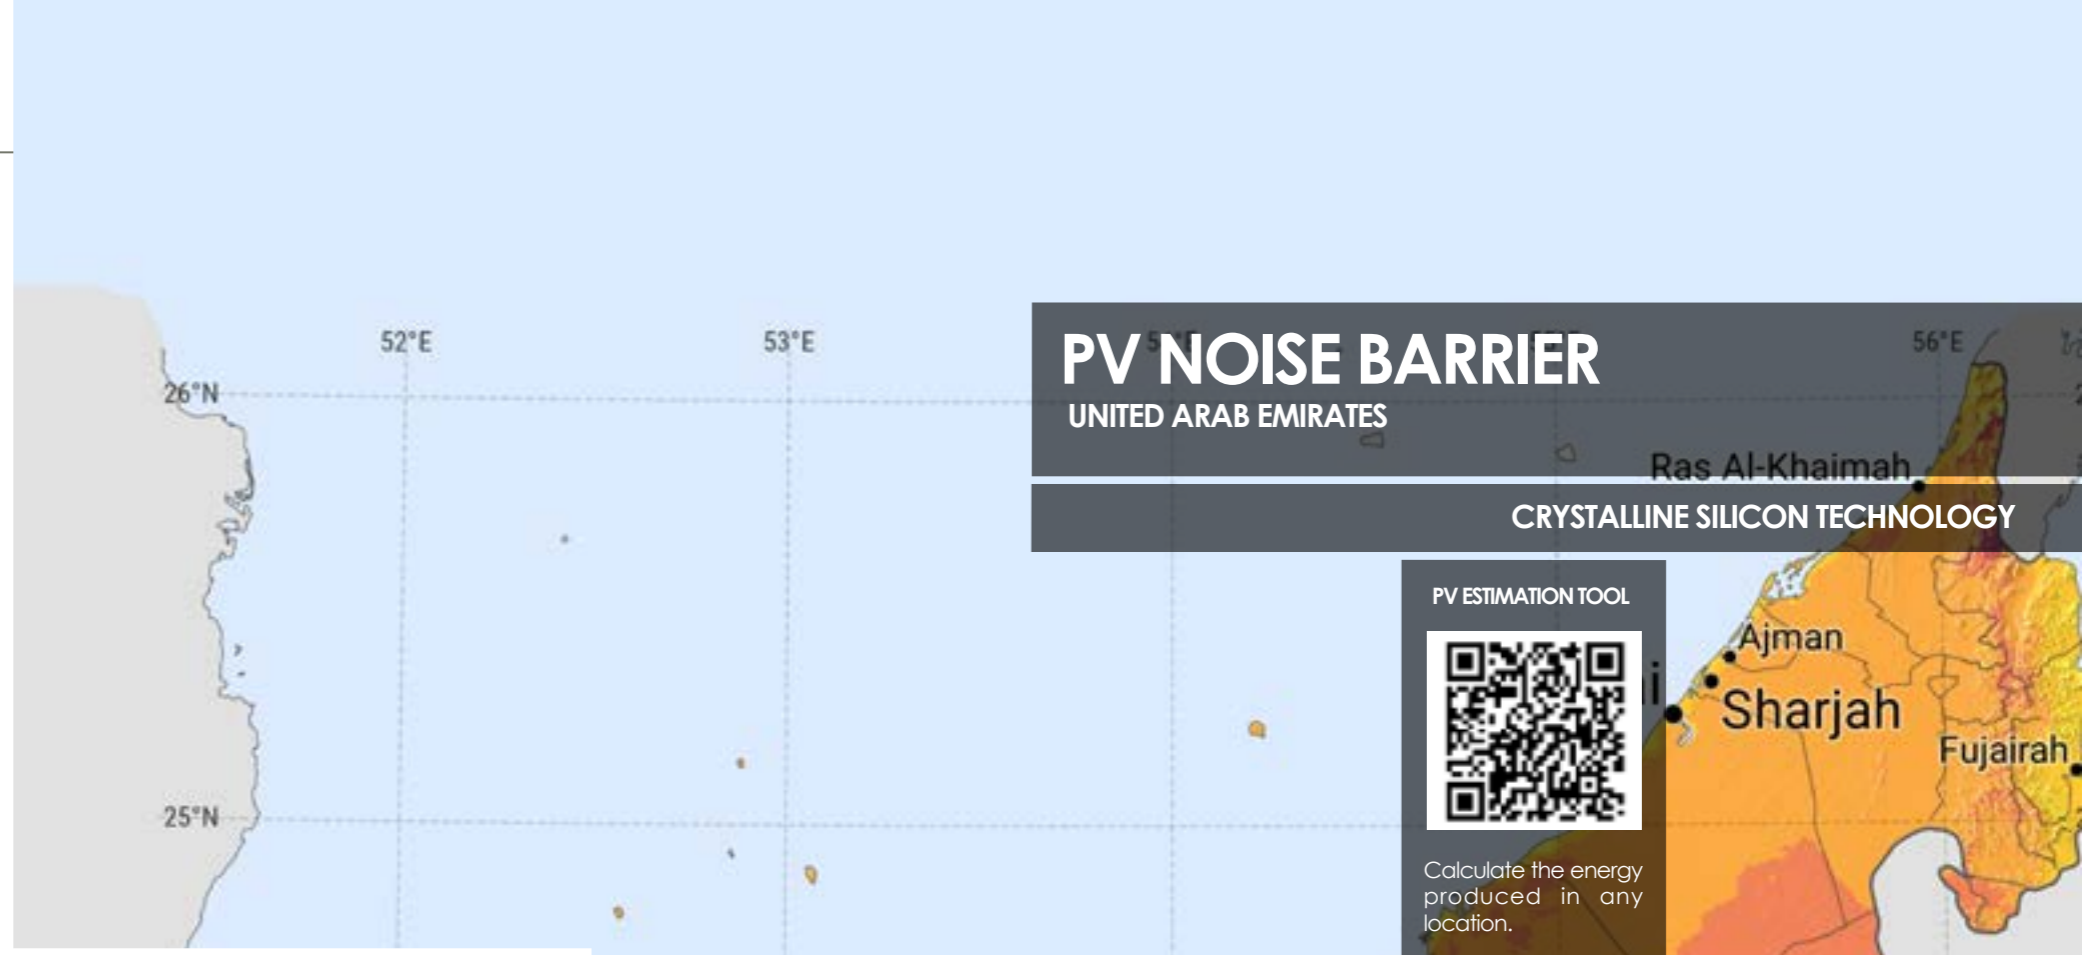 52°E
53°E
56°E
PV NOISE BARRIER
26°N
UNITED ARAB EMIRATES
Ras Al-Khaimah
CRYSTALLINE SILICON TECHNOLOGY
PV ESTIMATION TOOL
Ajman
Sharjah
Fujairah
25°N
Calculate the energy
produced in any
location.